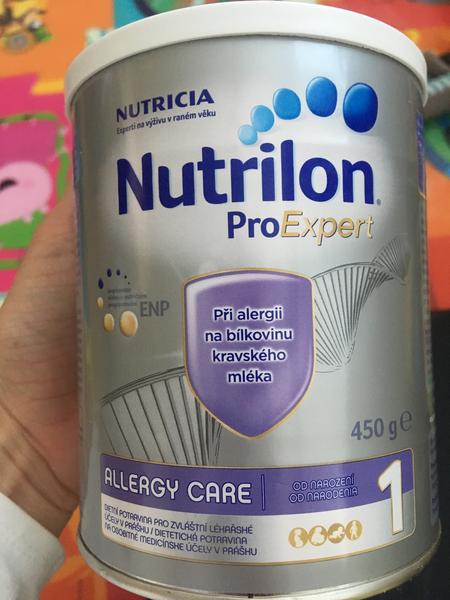 NUTRICIA
Experti na výživu v raném věku
Nutrilon
ProExpert
ENP
Při alergii
na bílkovinu
kravského
mléka
450 g e
ALLERGY CARE
OD NAROZENÍ
OD NARODENIA
1
DIETNÍ POTRAVINA PRO ZVLÁŠTNÍ LÉKAŘSKÉ
ÚČELY V PRÁŠKU / DIETETICKÁ POTRAVINA
NA OSOBITNÉ MEDICÍNSKE ÚČELY V PRÁŠKU